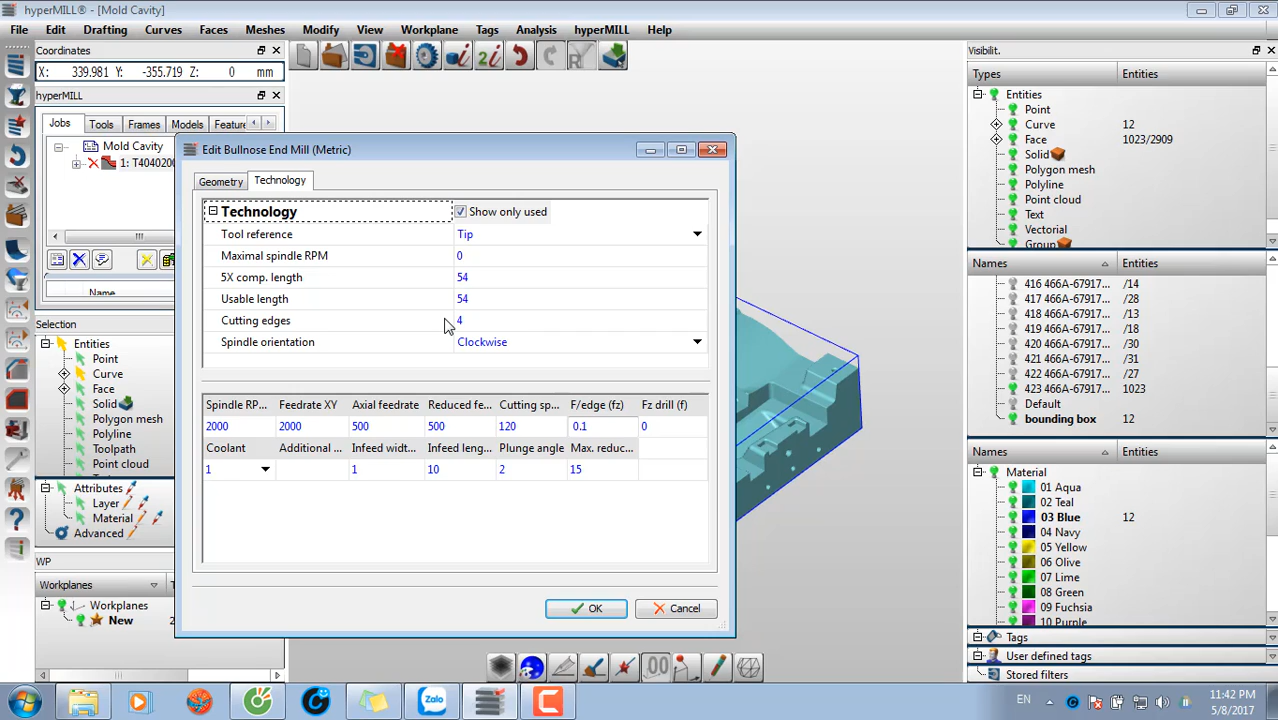 hyperMILL® - [Mold Cavity]
File Edit Drafting Curves Faces Meshes Modify View Workplane Tags Analysis hyperMILL Help
Coordinates
X: 339.981 Y: -355.719 Z: 0 mm
hyperMILL
Jobs Tools Frames Models Feature
Mold Cavity
1: T404020
Name
Selection
Entities
Point
Curve
Face
Solid
Polygon mesh
Polyline
Toolpath
Point cloud
Attributes
Layer
Material
Advanced
WP
Workplanes
Workplanes
New
Edit Bullnose End Mill (Metric)
Geometry Technology
Technology Show only used
Tool reference Tip
Maximal spindle RPM 0
5X comp. length 54
Usable length 54
Cutting edges 4
Spindle orientation Clockwise
Spindle RP... Feedrate XY Axial feedrate Reduced fe... Cutting sp... F/edge (fz) Fz drill (f)
2000 2000 500 500 120 0.1 0
Coolant Additional ... Infeed widt... Infeed leng... Plunge angle Max. reduc...
1 1 10 2 15
OK Cancel
Visibilit.
Types Entities
Entities
Point
Curve 12
Face 1023/2909
Solid
Polygon mesh
Polyline
Point cloud
Text
Vectorial
Group
Names Entities
416 466A-67917... /14
417 466A-67917... /28
418 466A-67917... /13
419 466A-67917... /29
420 466A-67917... /30
421 466A-67917... /31
422 466A-67917... /27
423 466A-67917... 1023
Default
bounding box 12
Names Entities
Material
01 Aqua
02 Teal
03 Blue 12
04 Navy
05 Yellow
06 Olive
07 Lime
08 Green
09 Fuchsia
10 Purple
Tags
User defined tags
Stored filters
Zalo
EN
11:42 PM
5/8/2017